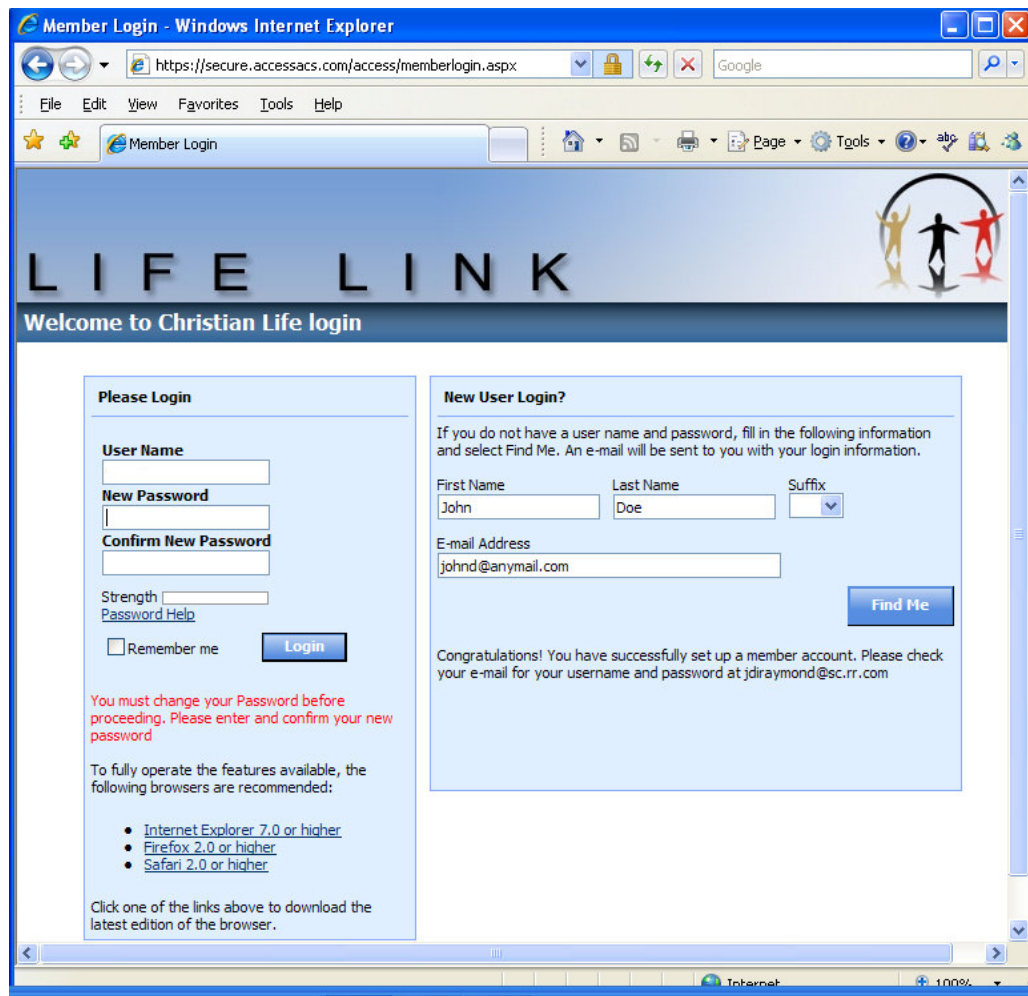 Member Login - Windows Internet Explorer
https://secure.accessacs.com/access/memberlogin.aspx
Google
File Edit View Favorites Tools Help
Member Login
Page Tools
LIFE LINK
Welcome to Christian Life login
Please Login
User Name
New Password
Confirm New Password
Strength
Password Help
Remember me
Login
You must change your Password before
proceeding. Please enter and confirm your new
password
To fully operate the features available, the
following browsers are recommended:
• Internet Explorer 7.0 or higher
• Firefox 2.0 or higher
• Safari 2.0 or higher
Click one of the links above to download the
latest edition of the browser.
New User Login?
If you do not have a user name and password, fill in the following information
and select Find Me. An e-mail will be sent to you with your login information.
First Name Last Name Suffix
John Doe
E-mail Address
johnd@anymail.com
Find Me
Congratulations! You have successfully set up a member account. Please check
your e-mail for your username and password at jdiraymond@sc.rr.com
Internet 100%